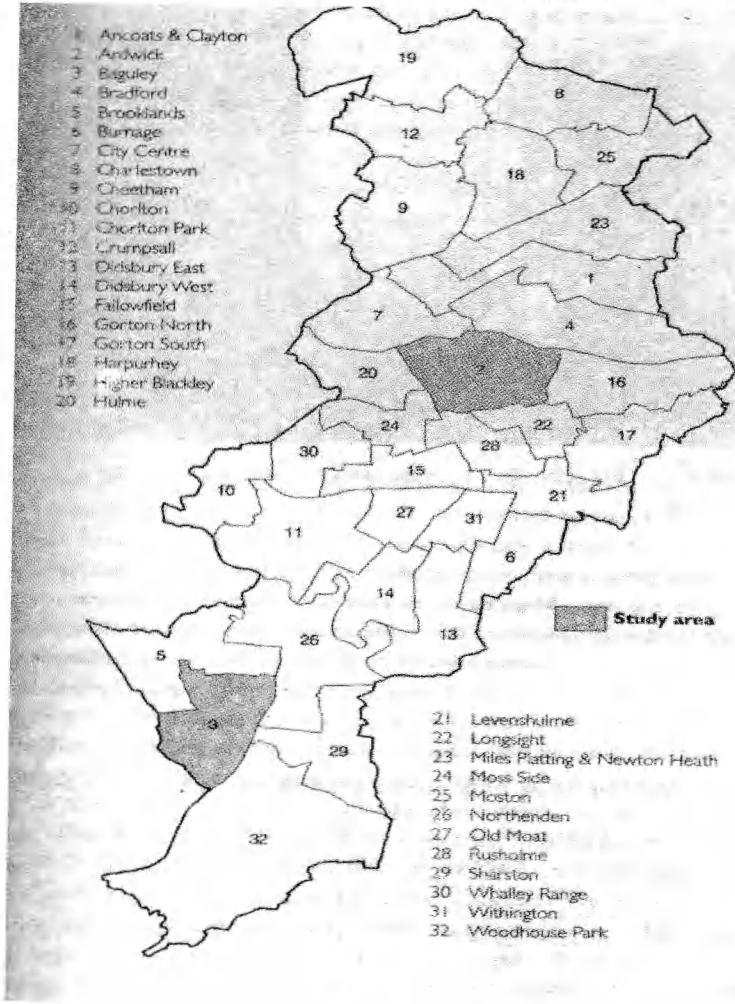 1 Ancoats & Clayton
2 Ardwick
3 Baguley
4 Bradford
5 Brooklands
6 Burnage
7 City Centre
8 Charlestown
9 Cheetham
10 Chorlton
11 Chorlton Park
12 Crumpsall
13 Didsbury East
14 Didsbury West
15 Fallowfield
16 Gorton North
17 Gorton South
18 Harpurhey
19 Higher Blackley
20 Hulme
19
8
12
25
18
9
23
1
7
4
20
2
16
24
22
17
28
30
15
10
21
27
31
11
6
14
13
Study area
5
26
3
29
32
21 Levenshulme
22 Longsight
23 Miles Platting & Newton Heath
24 Moss Side
25 Moston
26 Northenden
27 Old Moat
28 Rusholme
29 Sharston
30 Whalley Range
31 Withington
32 Woodhouse Park